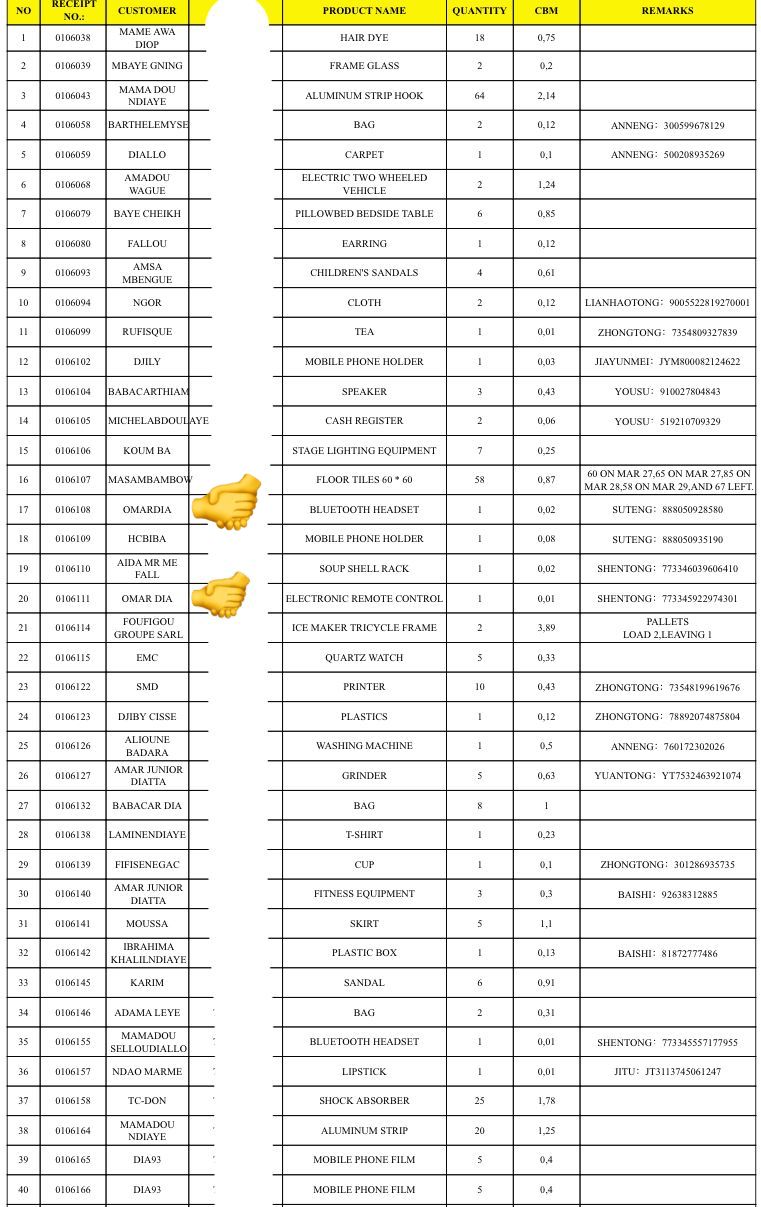 NO RECEIPT NO.: CUSTOMER PRODUCT NAME QUANTITY CBM REMARKS
1 0106038 MAME AWA DIOP HAIR DYE 18 0,75
2 0106039 MBAYE GNING FRAME GLASS 2 0,2
3 0106043 MAMA DOU NDIAYE ALUMINUM STRIP HOOK 64 2,14
4 0106058 BARTHELEMYSE BAG 2 0,12 ANNENG：300599678129
5 0106059 DIALLO CARPET 1 0,1 ANNENG：500208935269
6 0106068 AMADOU WAGUE ELECTRIC TWO WHEELED VEHICLE 2 1,24
7 0106079 BAYE CHEIKH PILLOWBED BEDSIDE TABLE 6 0,85
8 0106080 FALLOU EARRING 1 0,12
9 0106093 AMSA MBENGUE CHILDREN'S SANDALS 4 0,61
10 0106094 NGOR CLOTH 2 0,12 LIANHAOTONG：9005522819270001
11 0106099 RUFISQUE TEA 1 0,01 ZHONGTONG：7354809327839
12 0106102 DJILY MOBILE PHONE HOLDER 1 0,03 JIAYUNMEI：JYM800082124622
13 0106104 BABACARTHIAM SPEAKER 3 0,43 YOUSU：910027804843
14 0106105 MICHELABDOULAYE CASH REGISTER 2 0,06 YOUSU：519210709329
15 0106106 KOUM BA STAGE LIGHTING EQUIPMENT 7 0,25
16 0106107 MASAMBAMBOW FLOOR TILES 60 * 60 58 0,87 60 ON MAR 27,65 ON MAR 27,85 ON MAR 28,58 ON MAR 29,AND 67 LEFT.
17 0106108 OMARDIA BLUETOOTH HEADSET 1 0,02 SUTENG：888050928580
18 0106109 HCBIBA MOBILE PHONE HOLDER 1 0,08 SUTENG：888050935190
19 0106110 AIDA MR ME FALL SOUP SHELL RACK 1 0,02 SHENTONG：773346039606410
20 0106111 OMAR DIA ELECTRONIC REMOTE CONTROL 1 0,01 SHENTONG：773345922974301
21 0106114 FOUFIGOU GROUPE SARL ICE MAKER TRICYCLE FRAME 2 3,89 PALLETS LOAD 2,LEAVING 1
22 0106115 EMC QUARTZ WATCH 5 0,33
23 0106122 SMD PRINTER 10 0,43 ZHONGTONG：73548199619676
24 0106123 DJIBY CISSE PLASTICS 1 0,12 ZHONGTONG：78892074875804
25 0106126 ALIOUNE BADARA WASHING MACHINE 1 0,5 ANNENG：760172302026
26 0106127 AMAR JUNIOR DIATTA GRINDER 5 0,63 YUANTONG：YT7532463921074
27 0106132 BABACAR DIA BAG 8 1
28 0106138 LAMINENDIAYE T-SHIRT 1 0,23
29 0106139 FIFISENEGAC CUP 1 0,1 ZHONGTONG：301286935735
30 0106140 AMAR JUNIOR DIATTA FITNESS EQUIPMENT 3 0,3 BAISHI：92638312885
31 0106141 MOUSSA SKIRT 5 1,1
32 0106142 IBRAHIMA KHALILNDIAYE PLASTIC BOX 1 0,13 BAISHI：81872777486
33 0106145 KARIM SANDAL 6 0,91
34 0106146 ADAMA LEYE BAG 2 0,31
35 0106155 MAMADOU SELLOUDIALLO BLUETOOTH HEADSET 1 0,01 SHENTONG：773345557177955
36 0106157 NDAO MARME LIPSTICK 1 0,01 JITU：JT3113745061247
37 0106158 TC-DON SHOCK ABSORBER 25 1,78
38 0106164 MAMADOU NDIAYE ALUMINUM STRIP 20 1,25
39 0106165 DIA93 MOBILE PHONE FILM 5 0,4
40 0106166 DIA93 MOBILE PHONE FILM 5 0,4